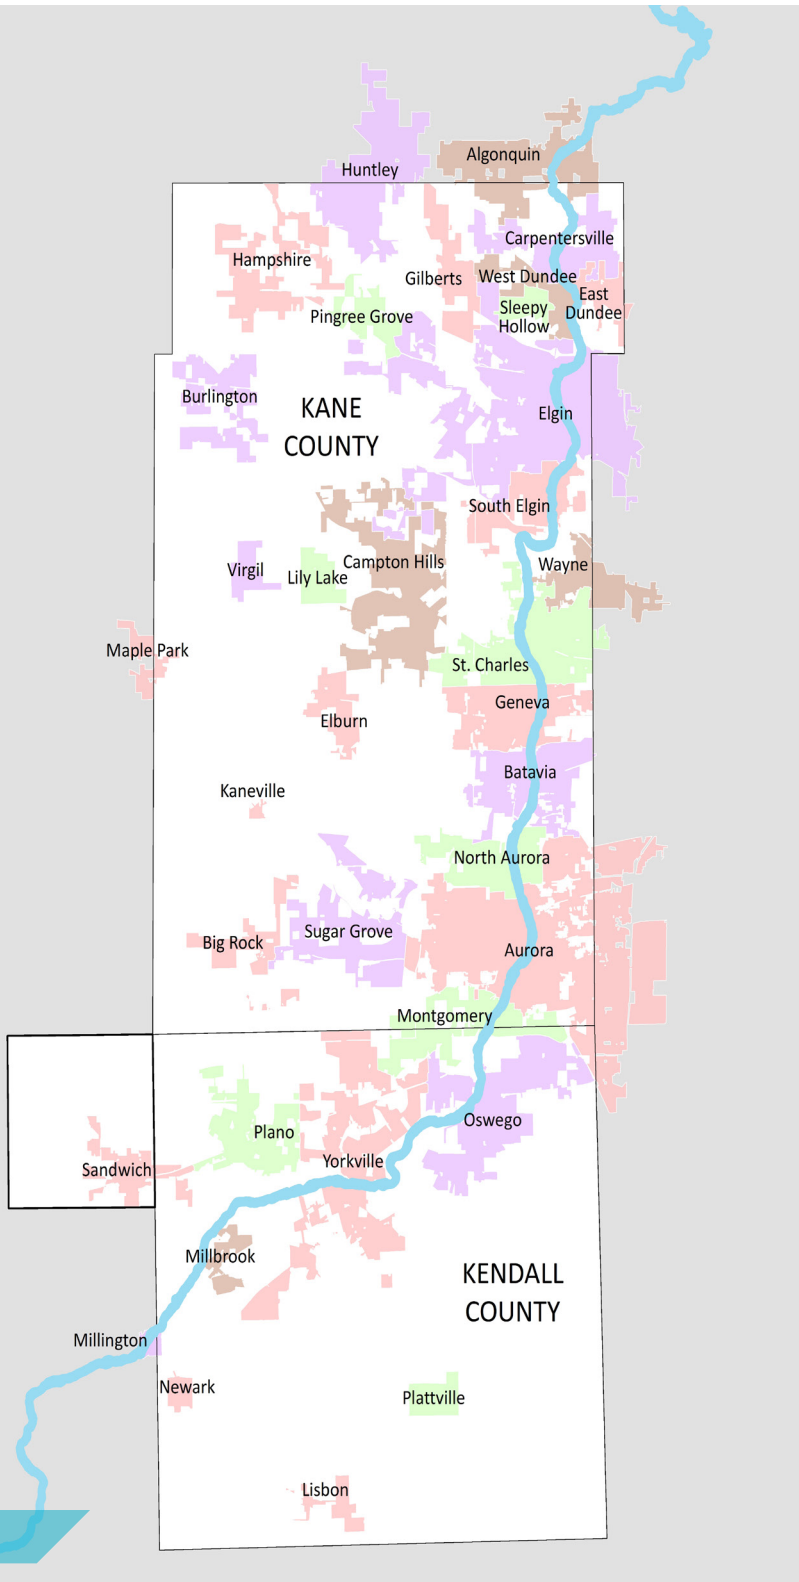 Algonquin
Huntley
Carpentersville
Hampshire
Gilberts
West Dundee
East
Dundee
Sleepy
Hollow
Pingree Grove
Burlington
KANE
COUNTY
Elgin
South Elgin
Campton Hills
Wayne
Virgil
Lily Lake
Maple Park
St. Charles
Geneva
Elburn
Batavia
Kaneville
North Aurora
Sugar Grove
Big Rock
Aurora
Montgomery
Oswego
Plano
Yorkville
Sandwich
Millbrook
KENDALL
COUNTY
Millington
Newark
Plattville
Lisbon